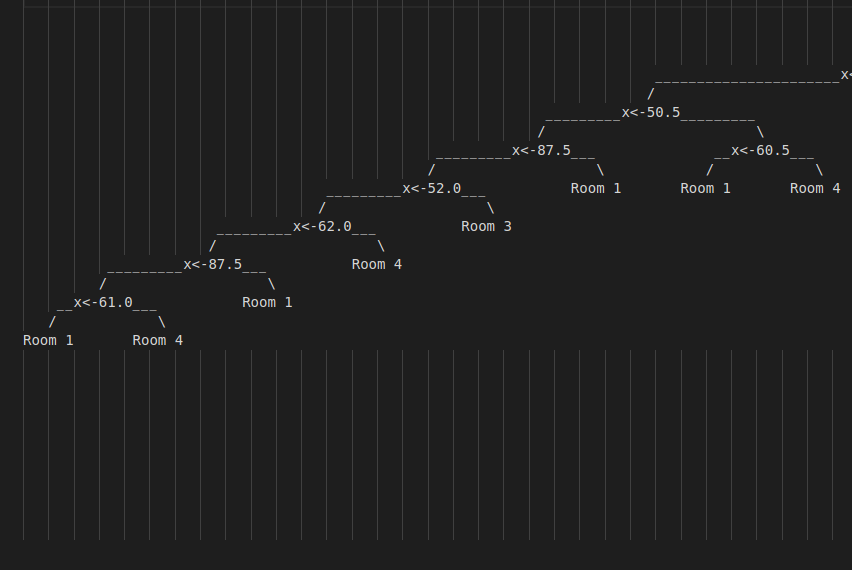 ______________________x<
/
_________x<-50.5_________
/ \
_________x<-87.5___ __x<-60.5___
/ \ / \
_________x<-52.0___ Room 1 Room 1 Room 4
/ \
_________x<-62.0___ Room 3
/ \
_________x<-87.5___ Room 4
/ \
__x<-61.0___ Room 1
/ \
Room 1 Room 4